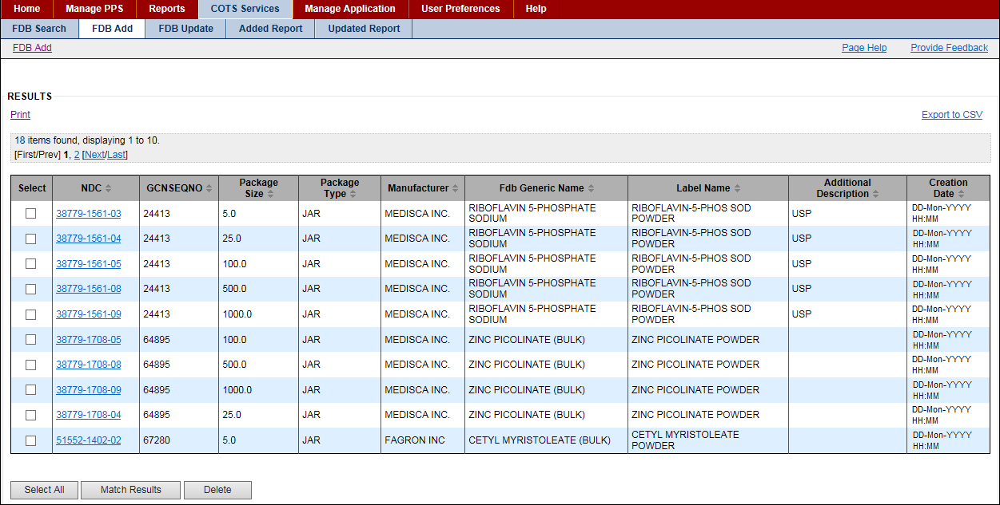 Home Manage PPS Reports COTS Services Manage Application User Preferences Help
FDB Search FDB Add FDB Update Added Report Updated Report
FDB Add Page Help Provide Feedback
RESULTS
Print Export to CSV
18 items found, displaying 1 to 10.
[First/Prev] 1, 2 [Next/Last]
Select NDC GCNSEQNO Package Size Package Type Manufacturer Fdb Generic Name Label Name Additional Description Creation Date
38779-1561-03 24413 5.0 JAR MEDISCA INC. RIBOFLAVIN 5-PHOSPHATE SODIUM RIBOFLAVIN-5-PHOS SOD POWDER USP DD-Mon-YYYY HH:MM
38779-1561-04 24413 25.0 JAR MEDISCA INC. RIBOFLAVIN 5-PHOSPHATE SODIUM RIBOFLAVIN-5-PHOS SOD POWDER USP DD-Mon-YYYY HH:MM
38779-1561-05 24413 100.0 JAR MEDISCA INC. RIBOFLAVIN 5-PHOSPHATE SODIUM RIBOFLAVIN-5-PHOS SOD POWDER USP DD-Mon-YYYY HH:MM
38779-1561-08 24413 500.0 JAR MEDISCA INC. RIBOFLAVIN 5-PHOSPHATE SODIUM RIBOFLAVIN-5-PHOS SOD POWDER USP DD-Mon-YYYY HH:MM
38779-1561-09 24413 1000.0 JAR MEDISCA INC. RIBOFLAVIN 5-PHOSPHATE SODIUM RIBOFLAVIN-5-PHOS SOD POWDER USP DD-Mon-YYYY HH:MM
38779-1708-05 64895 100.0 JAR MEDISCA INC. ZINC PICOLINATE (BULK) ZINC PICOLINATE POWDER DD-Mon-YYYY HH:MM
38779-1708-08 64895 500.0 JAR MEDISCA INC. ZINC PICOLINATE (BULK) ZINC PICOLINATE POWDER DD-Mon-YYYY HH:MM
38779-1708-09 64895 1000.0 JAR MEDISCA INC. ZINC PICOLINATE (BULK) ZINC PICOLINATE POWDER DD-Mon-YYYY HH:MM
38779-1708-04 64895 25.0 JAR MEDISCA INC. ZINC PICOLINATE (BULK) ZINC PICOLINATE POWDER DD-Mon-YYYY HH:MM
51552-1402-02 67280 5.0 JAR FAGRON INC CETYL MYRISTOLEATE (BULK) CETYL MYRISTOLEATE POWDER DD-Mon-YYYY HH:MM
Select All Match Results Delete